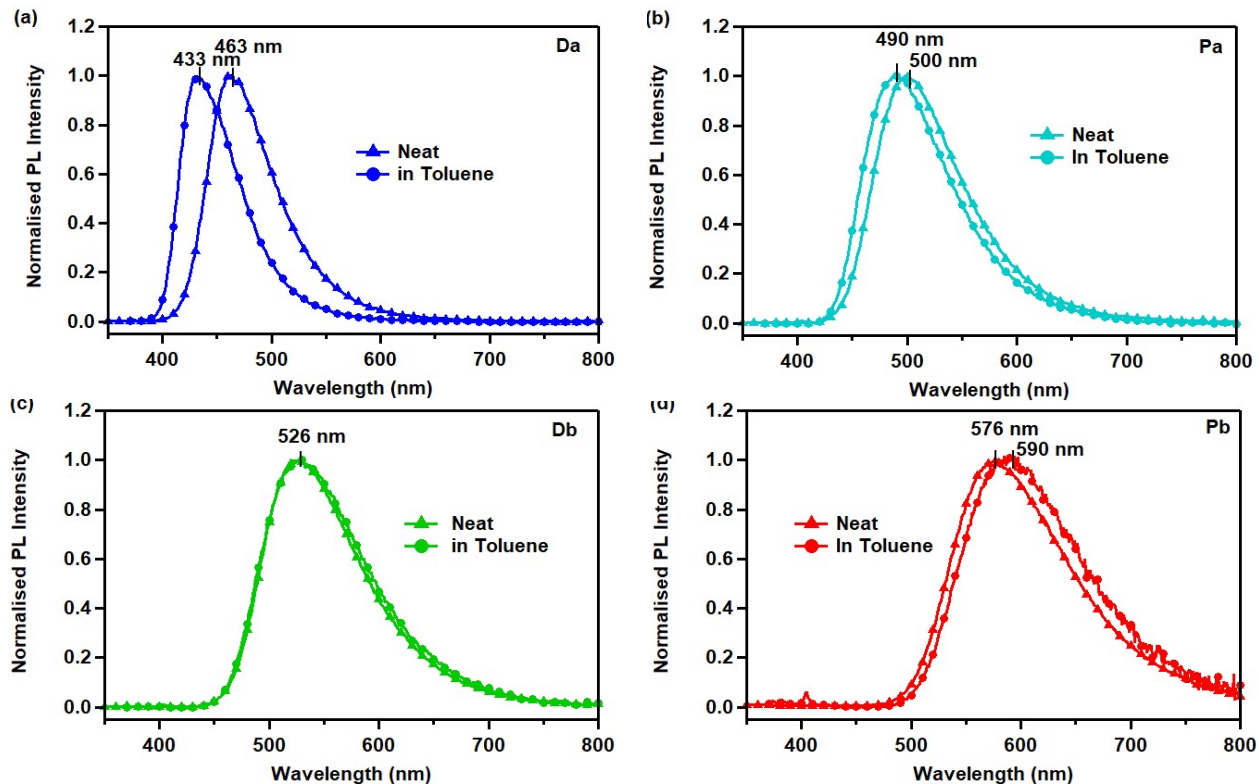 (a)
Da
1.2
1.0
0.8
0.6
0.4
0.2
0.0
Normalised PL Intensity
433 nm
463 nm
Neat
in Toluene
400
500
600
700
800
Wavelength (nm)
(b)
Pa
1.2
1.0
0.8
0.6
0.4
0.2
0.0
Normalised PL Intensity
490 nm
500 nm
Neat
In Toluene
400
500
600
700
800
Wavelength (nm)
(c)
Db
1.2
1.0
0.8
0.6
0.4
0.2
0.0
Normalised PL Intensity
526 nm
Neat
in Toluene
400
500
600
700
800
Wavelength (nm)
(d)
Pb
1.2
1.0
0.8
0.6
0.4
0.2
0.0
Normalised PL Intensity
576 nm
590 nm
Neat
In Toluene
400
500
600
700
800
Wavelength (nm)